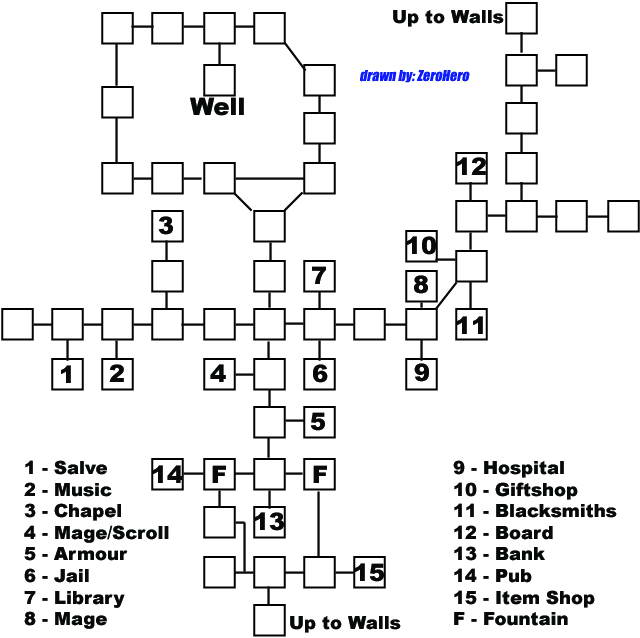 Up to Walls
drawn by: ZeroHero
Well
12
3
10
7
8
11
1
2
4
6
9
5
14
F
F
13
15
Up to Walls
1 - Salve
2 - Music
3 - Chapel
4 - Mage/Scroll
5 - Armour
6 - Jail
7 - Library
8 - Mage
9 - Hospital
10 - Giftshop
11 - Blacksmiths
12 - Board
13 - Bank
14 - Pub
15 - Item Shop
F - Fountain